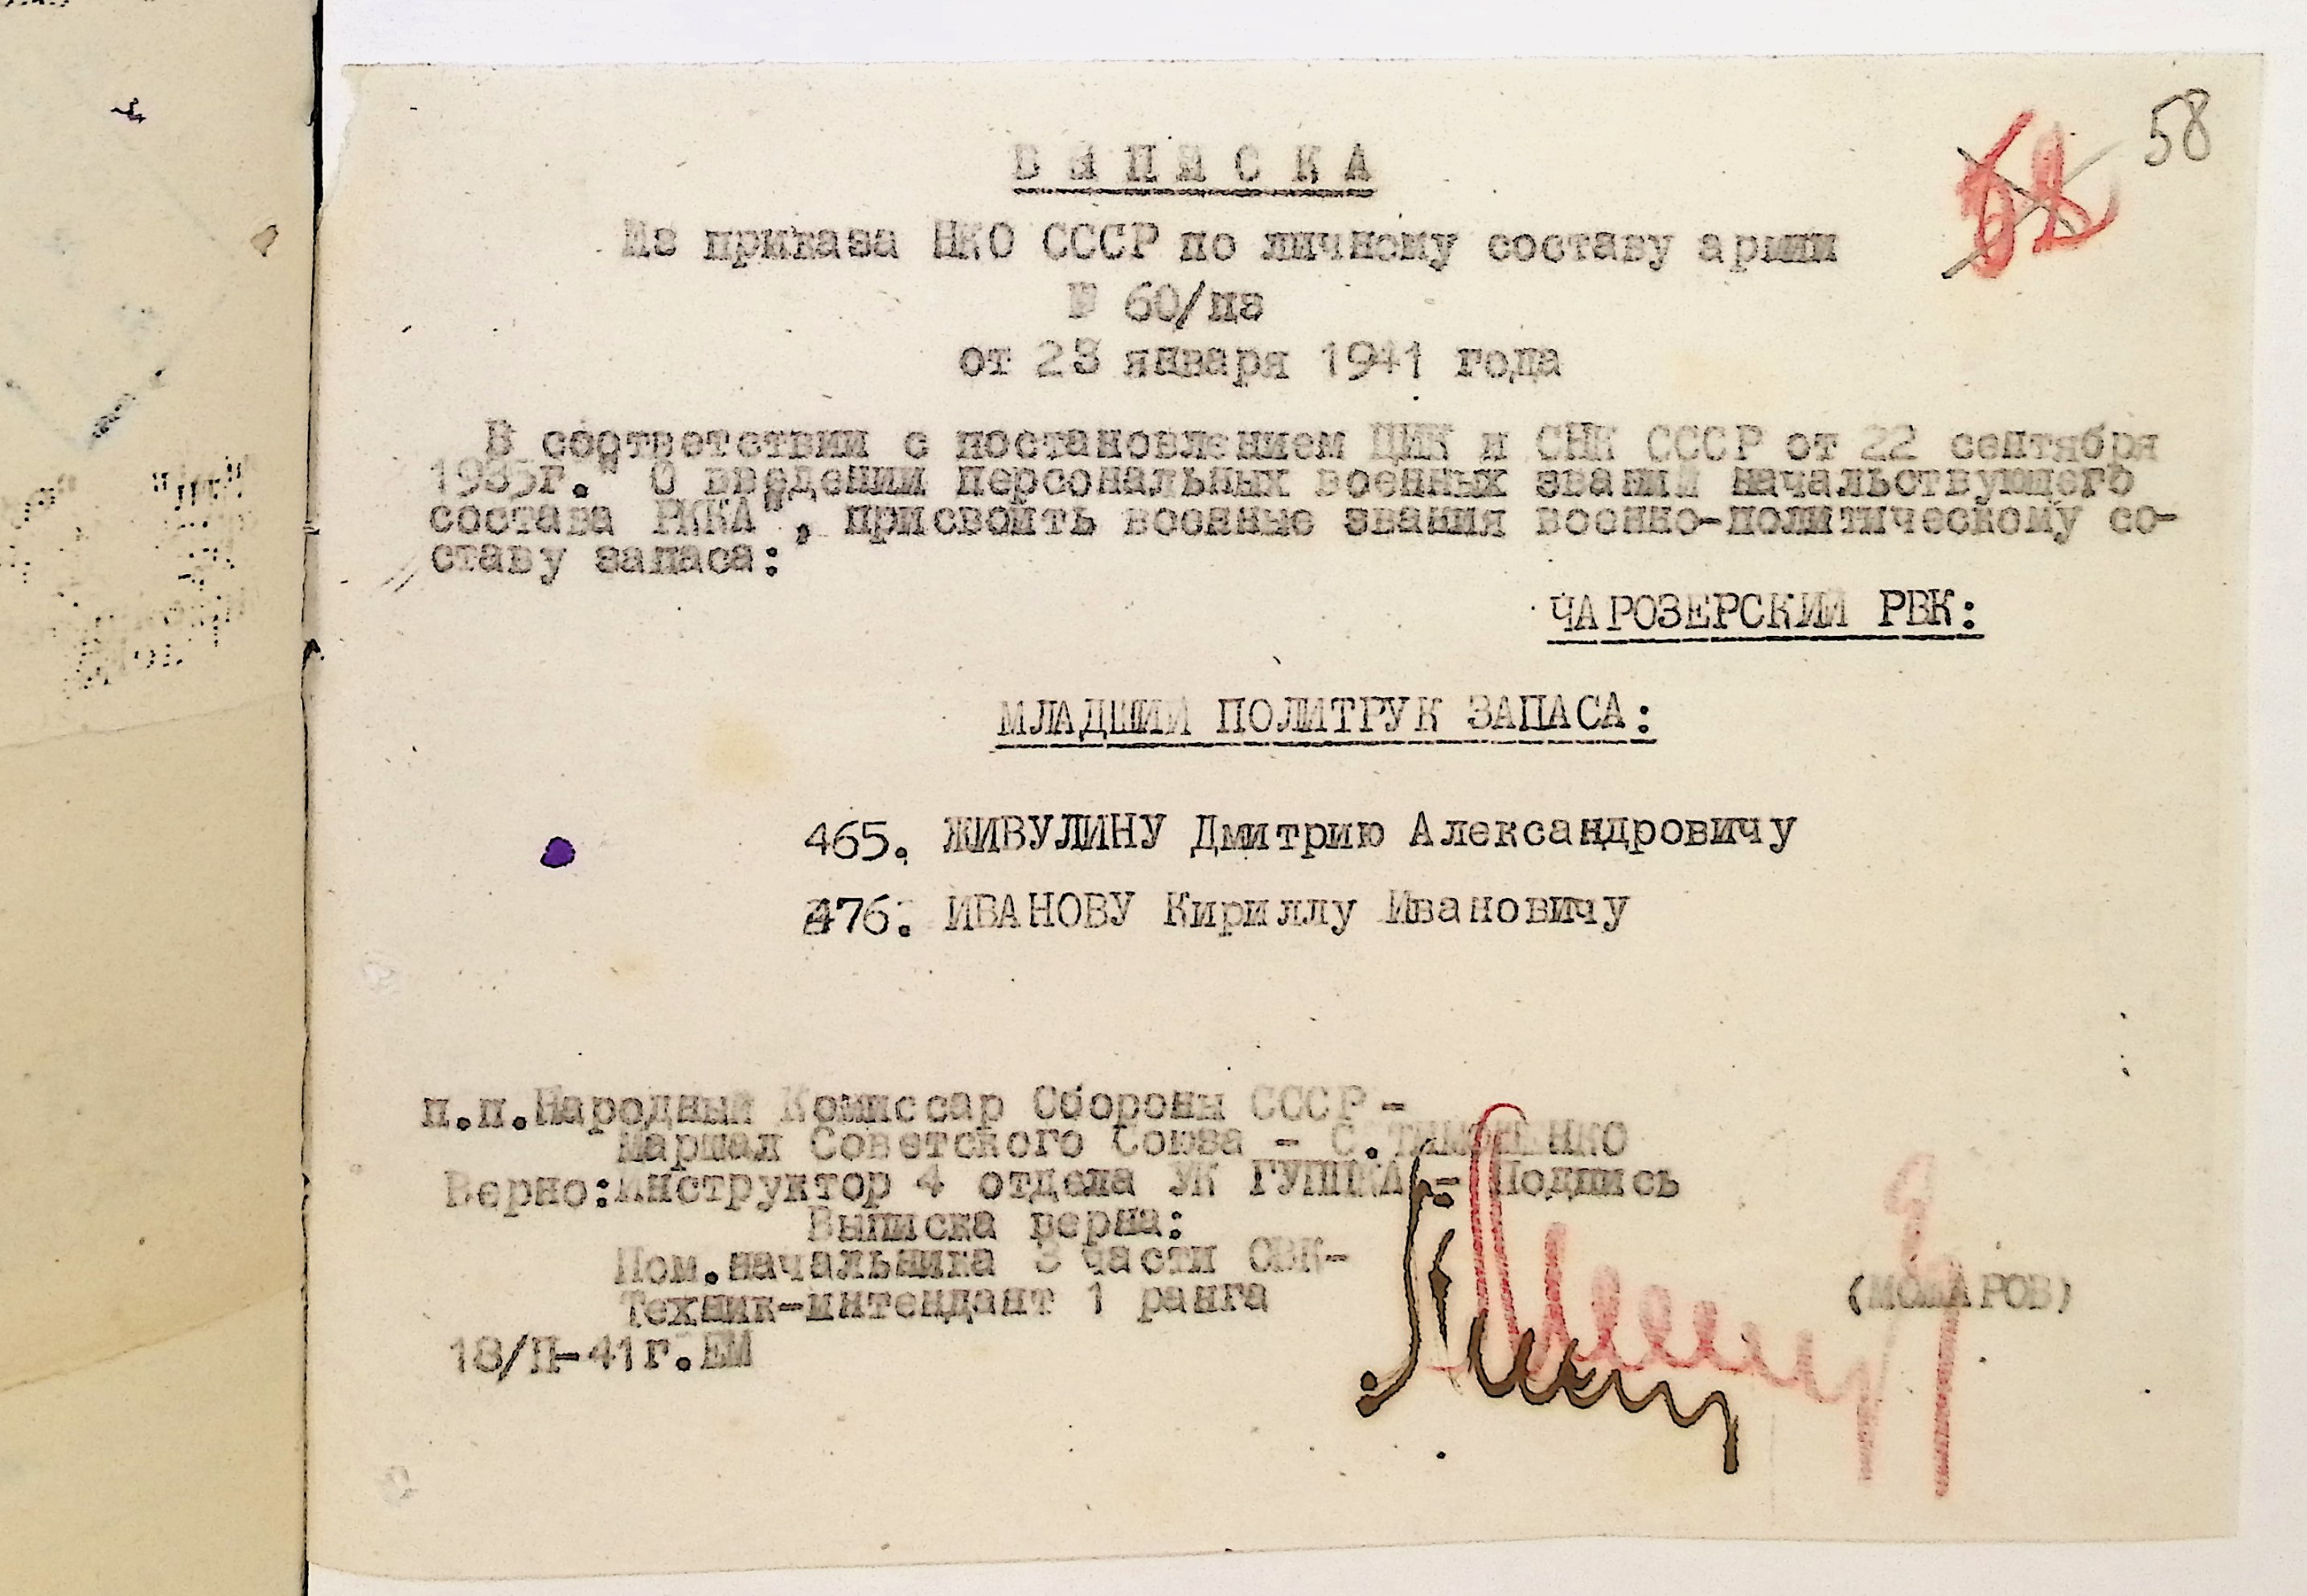 58
В Ы П И С К А
Из приказа НКО СССР по личному составу армии
№ 60/пв
от 23 января 1941 года
В соответствии с постановлением ЦИК и СНК СССР от 22 сентября
1935г." О введении персональных военных званий начальствующего
состава РККА", присвоить военные звания военно-политическому со-
ставу запаса:
ЧАРОЗЕРСКИЙ РВК:
МЛАДШИЙ ПОЛИТРУК ЗАПАСА:
465. ЖИВУЛИНУ Дмитрию Александровичу
476. ИВАНОВУ Кириллу Ивановичу
п.п.Народный Комиссар Обороны СССР -
Маршал Советского Союза - С.ТИМОШЕНКО
Верно:Инструктор 4 отдела УК ГУППКА - Подпись
Выписка верна:
Пом.начальника 3 части СВК-
Техник-интендант 1 ранга
18/П-41г.ЕМ